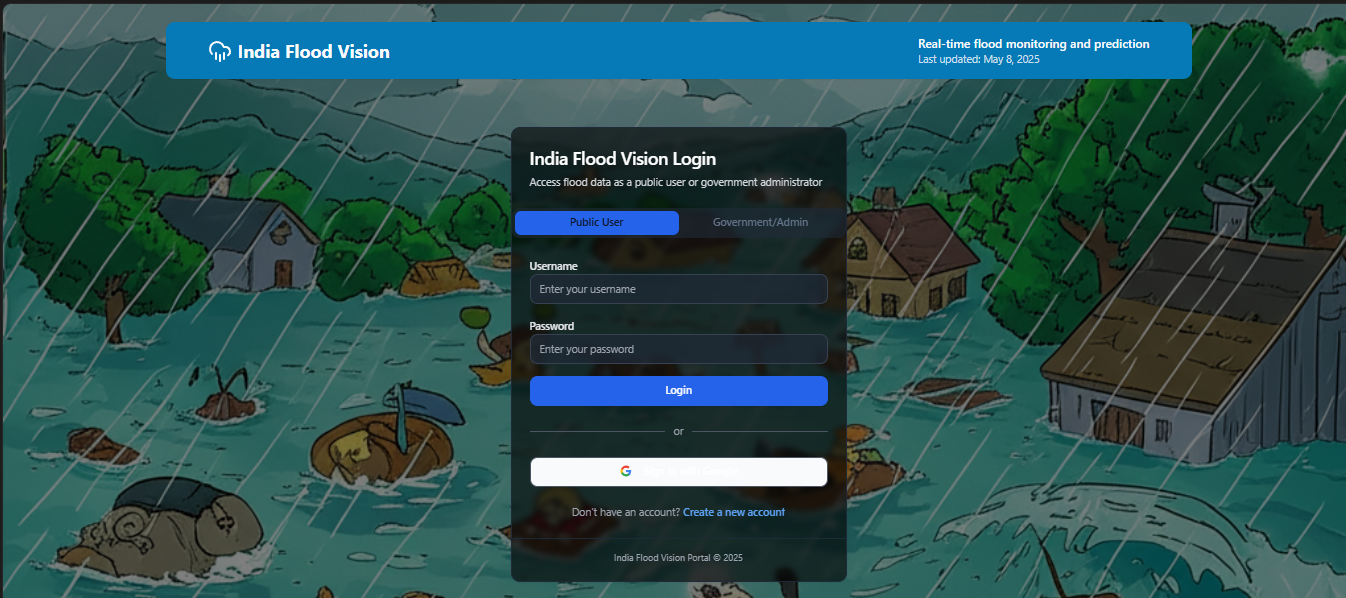 India Flood Vision
Real-time flood monitoring and prediction
Last updated: May 8, 2025
India Flood Vision Login
Access flood data as a public user or government administrator
Public User
Government/Admin
Username
Enter your username
Password
Enter your password
Login
or
Don't have an account? Create a new account
India Flood Vision Portal © 2025